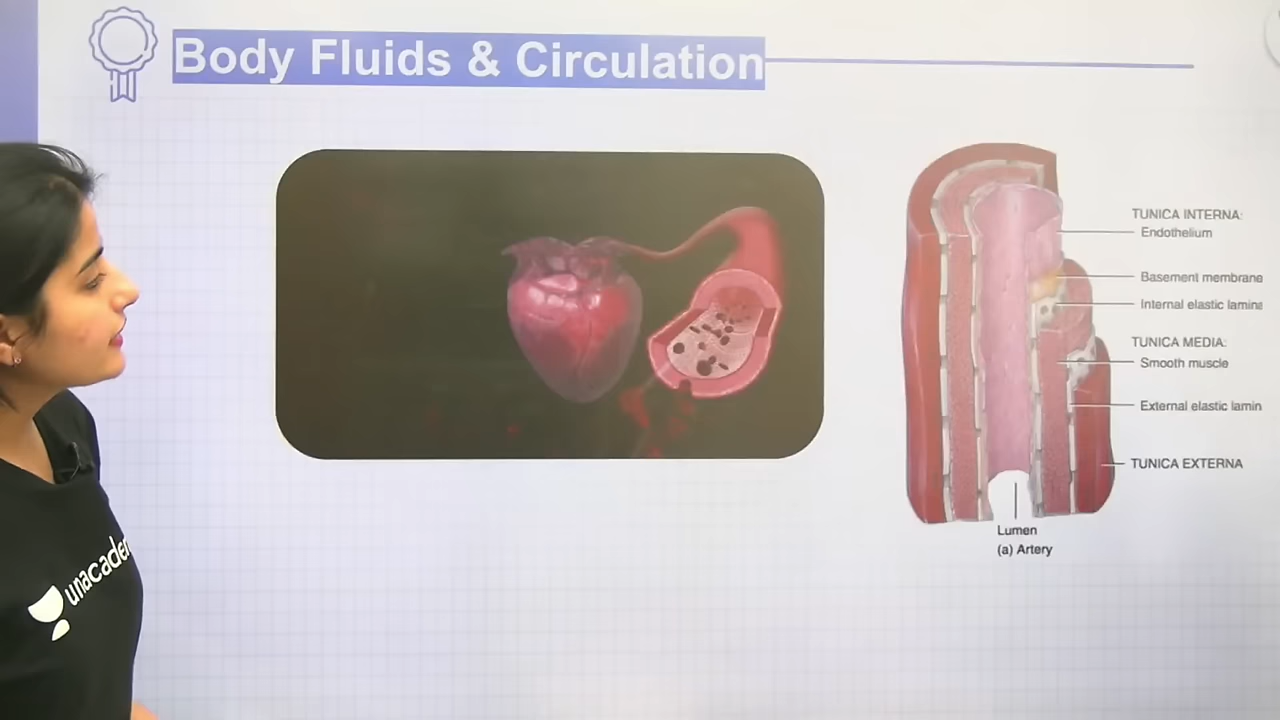 Body Fluids & Circulation
TUNICA INTERNA:
Endothelium
Basement membrane
Internal elastic lamina
TUNICA MEDIA:
Smooth muscle
External elastic lamin
TUNICA EXTERNA
Lumen
(a) Artery
unacadem